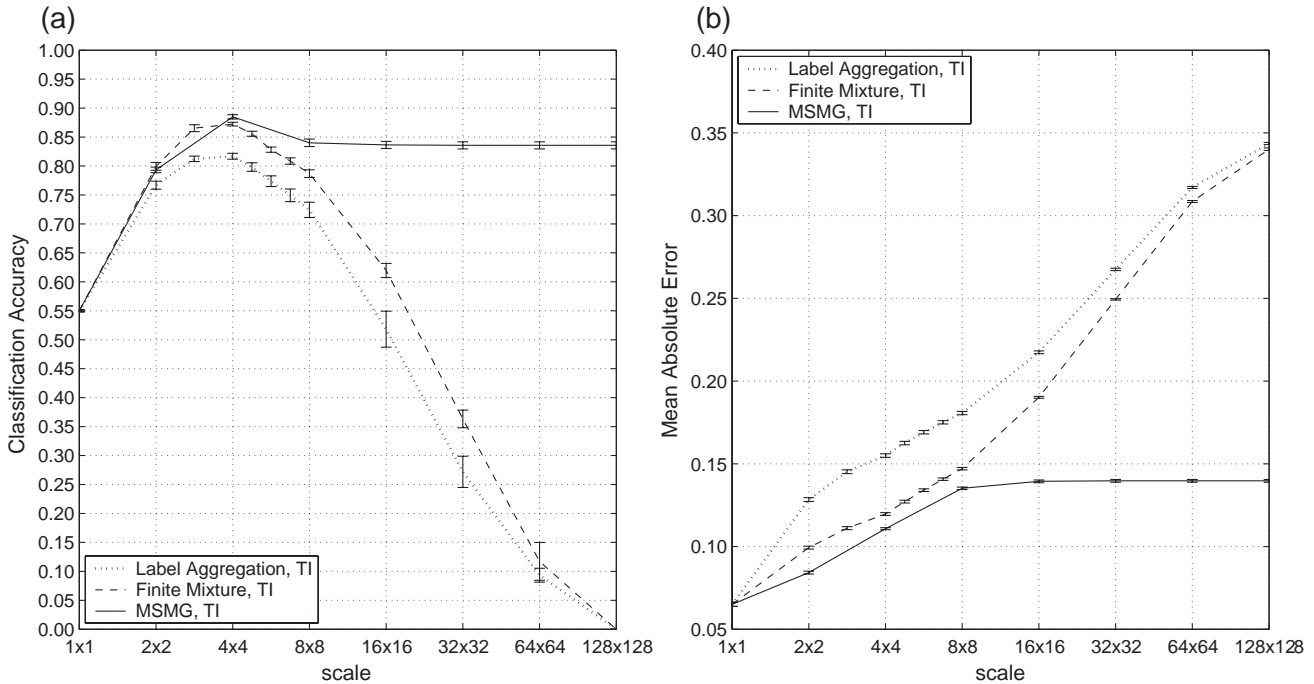 (a)
1.00
0.95
0.90
0.85
0.80
0.75
0.70
0.65
0.60
0.55
0.50
0.45
0.40
0.35
0.30
0.25
0.20
0.15
0.10
0.05
0.00
Classification Accuracy
Label Aggregation, TI
Finite Mixture, TI
MSMG, TI
1x1 2x2 4x4 8x8 16x16 32x32 64x64 128x128
scale
(b)
0.40
0.35
0.30
0.25
0.20
0.15
0.10
0.05
Mean Absolute Error
Label Aggregation, TI
Finite Mixture, TI
MSMG, TI
1x1 2x2 4x4 8x8 16x16 32x32 64x64 128x128
scale